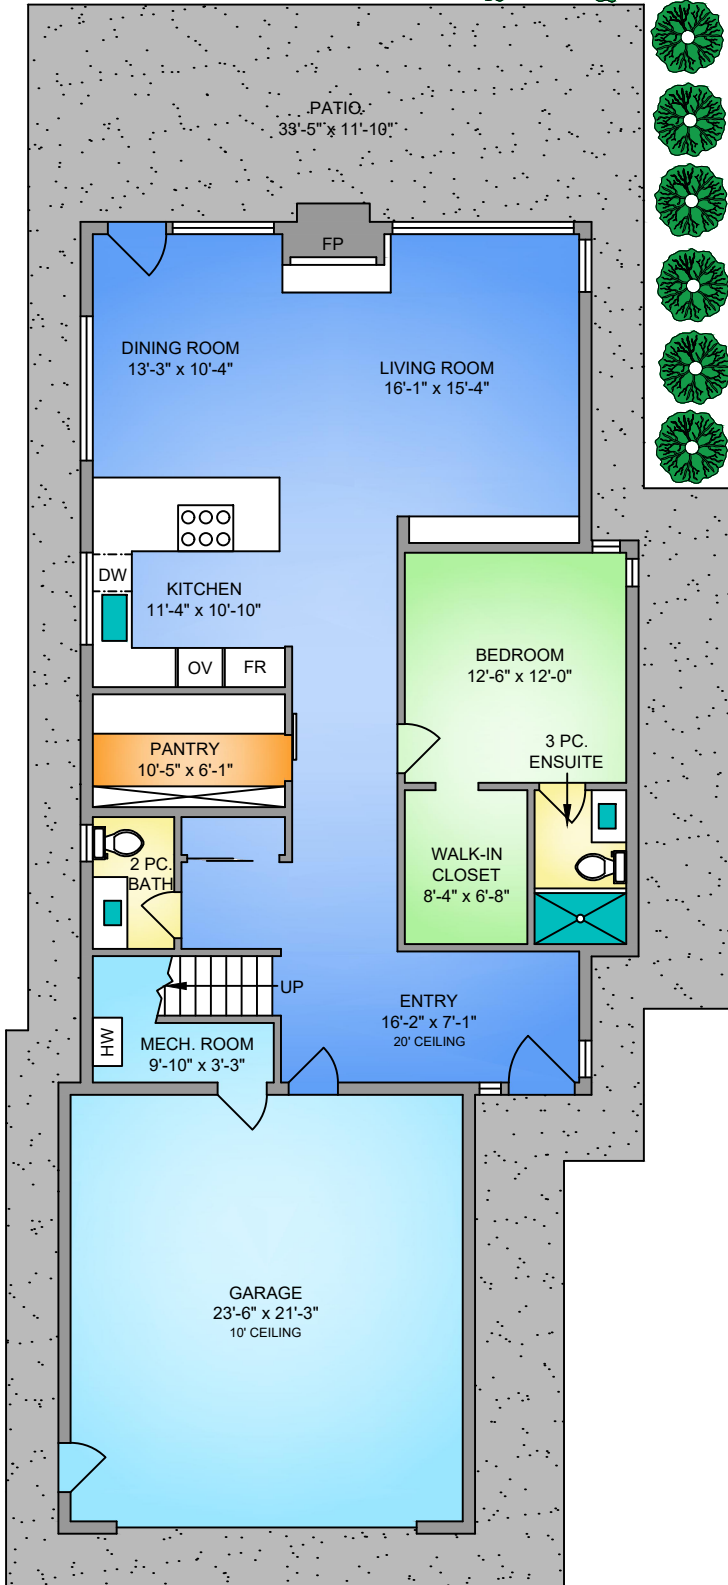 PATIO
33'-5" x 11'-10"
FP
DINING ROOM
13'-3" x 10'-4"
LIVING ROOM
16'-1" x 15'-4"
DW
KITCHEN
11'-4" x 10'-10"
OV
FR
BEDROOM
12'-6" x 12'-0"
PANTRY
10'-5" x 6'-1"
3 PC.
ENSUITE
2 PC.
BATH
WALK-IN
CLOSET
8'-4" x 6'-8"
UP
ENTRY
16'-2" x 7'-1"
20' CEILING
HW
MECH. ROOM
9'-10" x 3'-3"
GARAGE
23'-6" x 21'-3"
10' CEILING